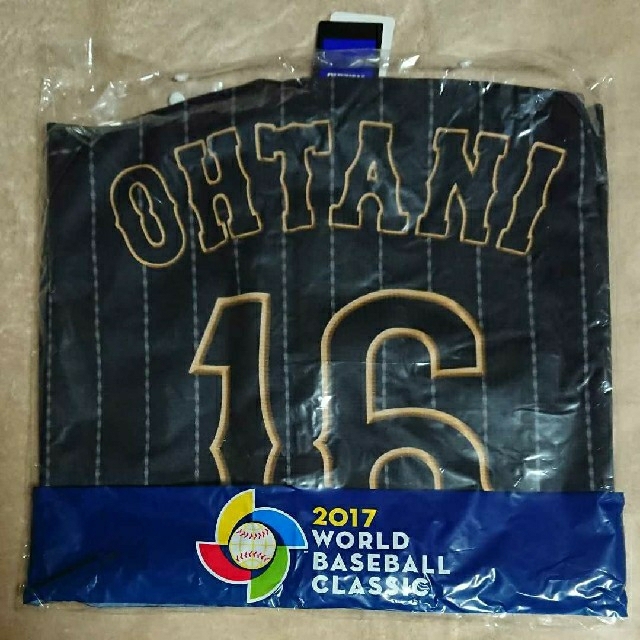 OHTANI
16
2017
WORLD
BASEBALL
CLASSIC